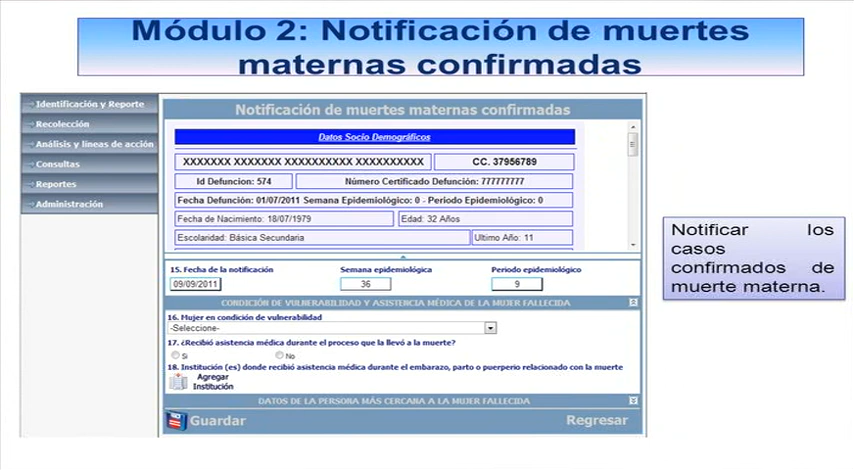 Módulo 2: Notificación de muertes
maternas confirmadas
Identificación y Reporte
Recolección
Análisis y líneas de acción
Consultas
Reportes
Administración
Notificación de muertes maternas confirmadas
Datos Socio Demográficos
XXXXXXX XXXXXXX XXXXXXXXXX XXXXXXXXXX CC. 37956789
Id Defuncion: 574 Número Certificado Defunción: 777777777
Fecha Defunción: 01/07/2011 Semana Epidemiológico: 0 - Periodo Epidemiológico: 0
Fecha de Nacimiento: 18/07/1979 Edad: 32 Años
Escolaridad: Básica Secundaria Ultimo Año: 11
15. Fecha de la notificación Semana epidemiológica Periodo epidemiológico
09/09/2011 36 9
CONDICIÓN DE VULNERABILIDAD Y ASISTENCIA MÉDICA DE LA MUJER FALLECIDA
16. Mujer en condición de vulnerabilidad
-Seleccione-
17. ¿Recibió asistencia médica durante el proceso que la llevó a la muerte?
Si No
18. Institución (es) donde recibió asistencia médica durante el embarazo, parto o puerperio relacionado con la muerte
Agregar
Institución
DATOS DE LA PERSONA MÁS CERCANA A LA MUJER FALLECIDA
Guardar Regresar
Notificar los
casos
confirmados de
muerte materna.